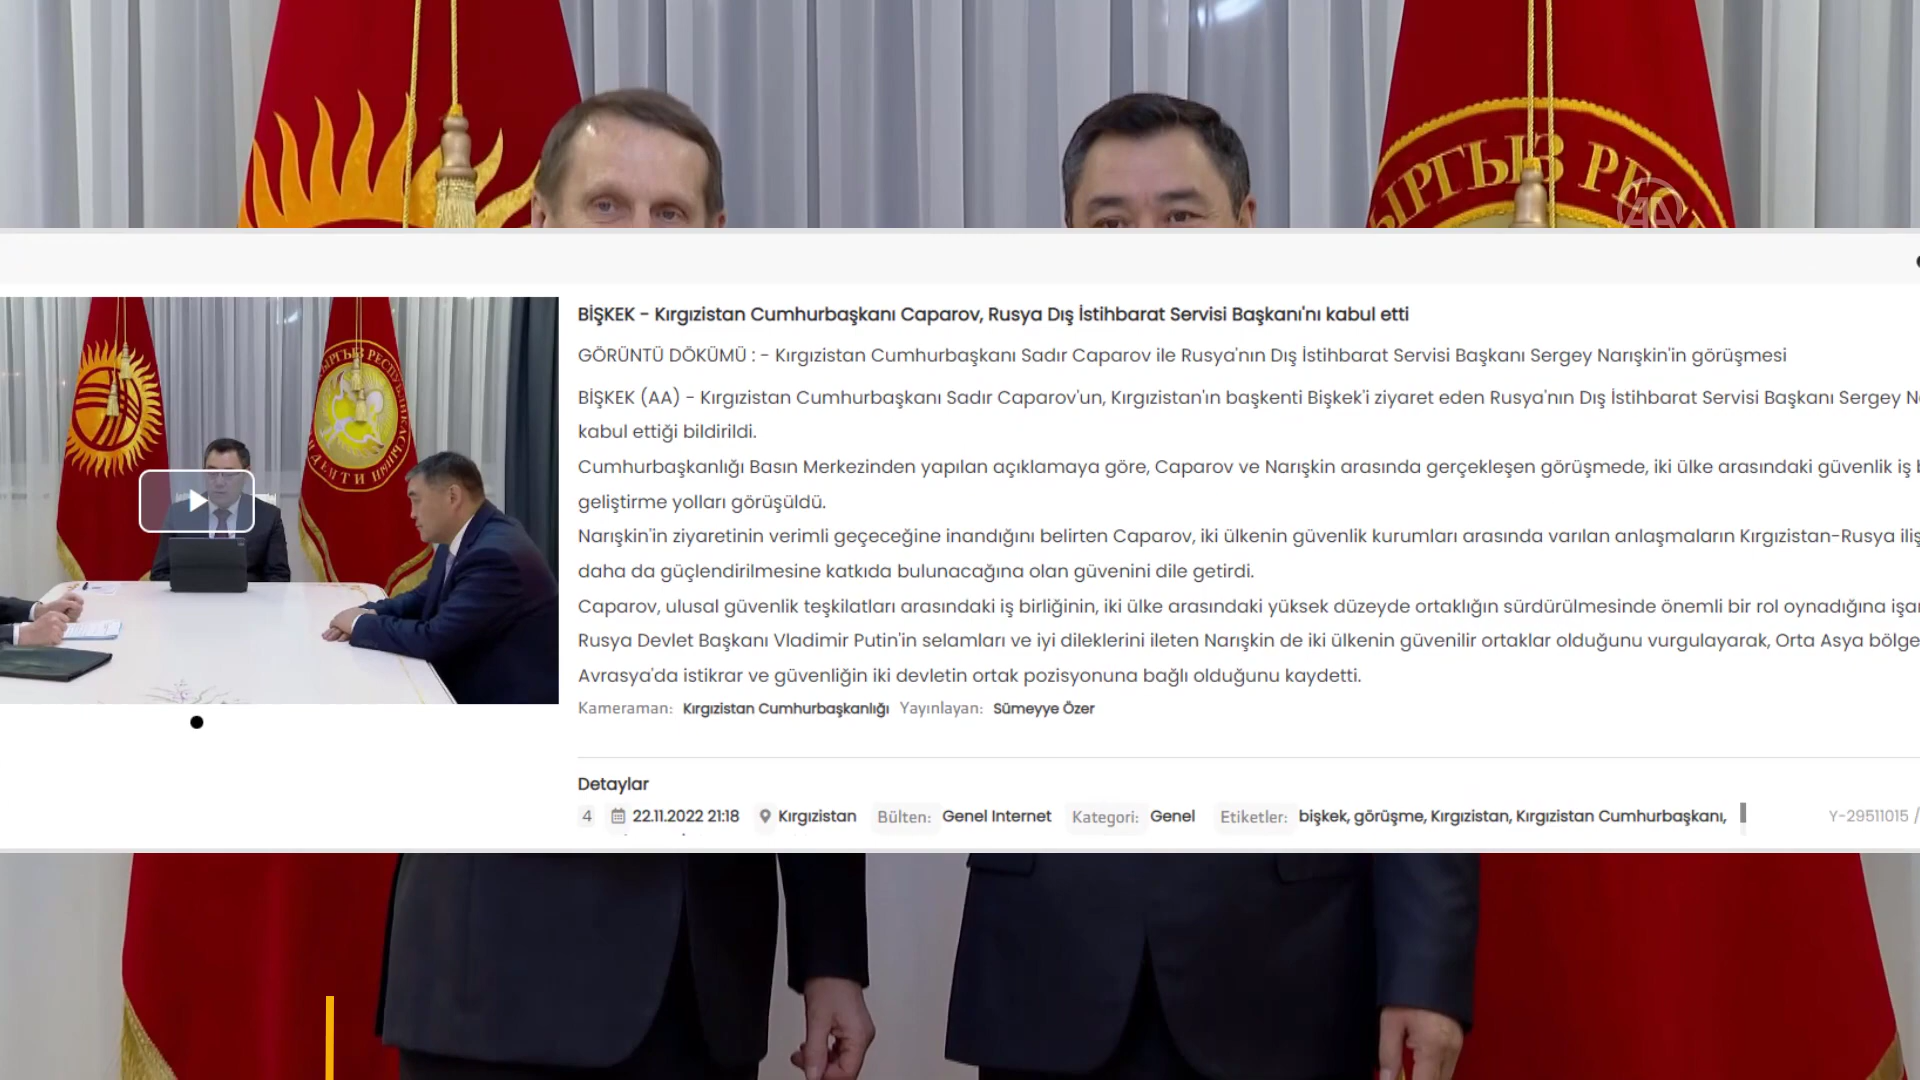 ЫРГЫЗ РЕСП
AA
BİŞKEK - Kırgızistan Cumhurbaşkanı Caparov, Rusya Dış İstihbarat Servisi Başkanı'nı kabul etti
GÖRÜNTÜ DÖKÜMÜ : - Kırgızistan Cumhurbaşkanı Sadır Caparov ile Rusya'nın Dış İstihbarat Servisi Başkanı Sergey Narışkin'in görüşmesi
BİŞKEK (AA) - Kırgızistan Cumhurbaşkanı Sadır Caparov'un, Kırgızistan'ın başkenti Bişkek'i ziyaret eden Rusya'nın Dış İstihbarat Servisi Başkanı Sergey
kabul ettiği bildirildi.
Cumhurbaşkanlığı Basın Merkezinden yapılan açıklamaya göre, Caparov ve Narışkin arasında gerçekleşen görüşmede, iki ülke arasındaki güvenlik iş
geliştirme yolları görüşüldü.
Narışkin'in ziyaretinin verimli geçeceğine inandığını belirten Caparov, iki ülkenin güvenlik kurumları arasında varılan anlaşmaların Kırgızistan-Rusya iliş
daha da güçlendirilmesine katkıda bulunacağına olan güvenini dile getirdi.
Caparov, ulusal güvenlik teşkilatları arasındaki iş birliğinin, iki ülke arasındaki yüksek düzeyde ortaklığın sürdürülmesinde önemli bir rol oynadığına işa
Rusya Devlet Başkanı Vladimir Putin'in selamları ve iyi dileklerini ileten Narışkin de iki ülkenin güvenilir ortaklar olduğunu vurgulayarak, Orta Asya bölge
Avrasya'da istikrar ve güvenliğin iki devletin ortak pozisyonuna bağlı olduğunu kaydetti.
Kameraman: Kırgızistan Cumhurbaşkanlığı Yayınlayan: Sümeyye Özer
Detaylar
4 22.11.2022 21:18 Kırgızistan Bülten: Genel Internet Kategori: Genel Etiketler: bişkek, görüşme, Kırgızistan, Kırgızistan Cumhurbaşkanı, Y-29511015 /